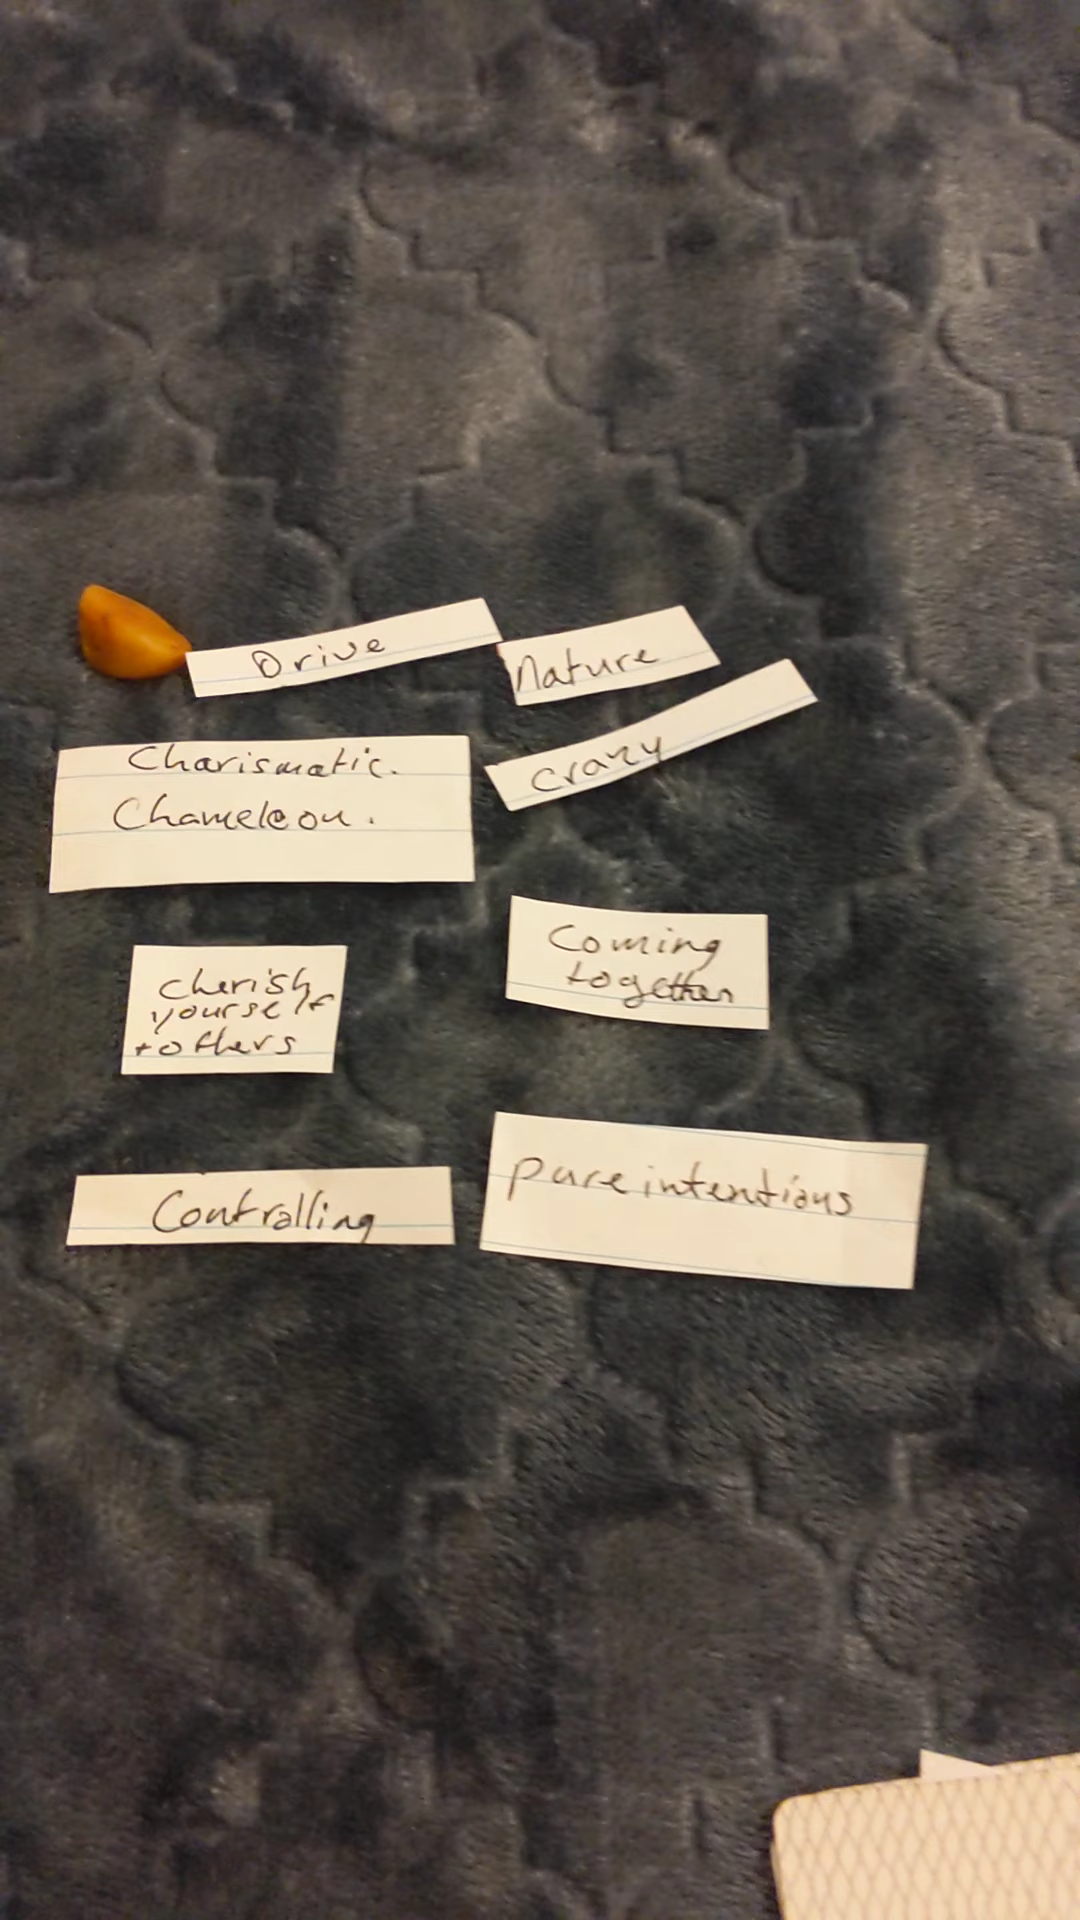 Drive
Nature
Charismatic.
Chameleon.
crazy
cherish
yourself
+ others
Coming
together
Controlling
pure intentions